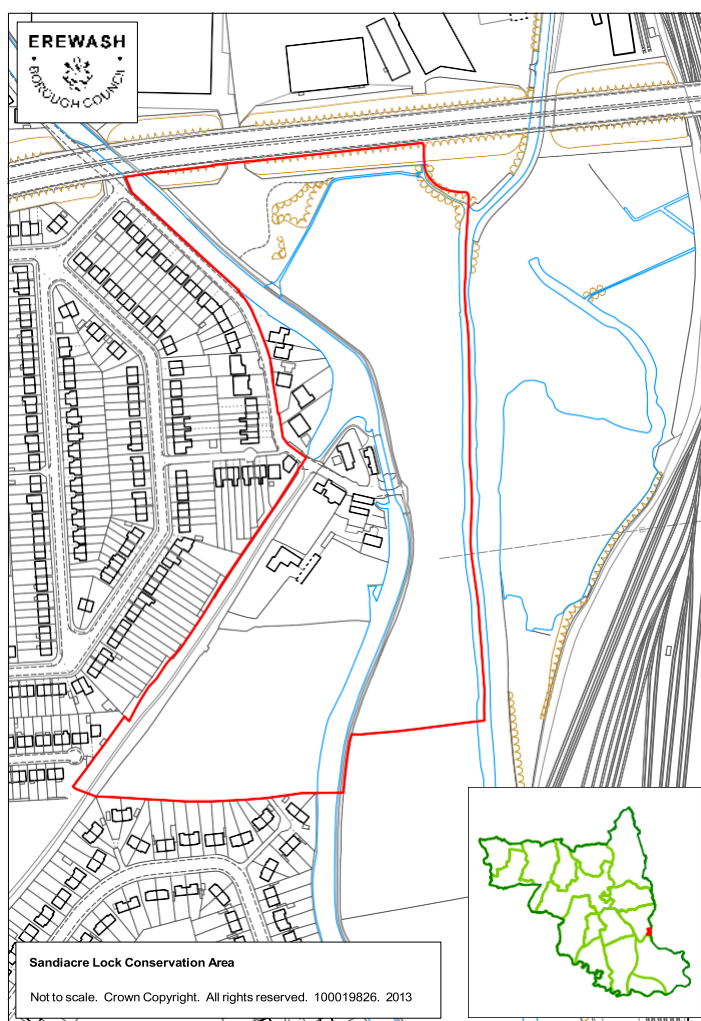 EREWASH
BOROUGH COUNCIL
Sandiacre Lock Conservation Area
Not to scale. Crown Copyright. All rights reserved. 100019826. 2013